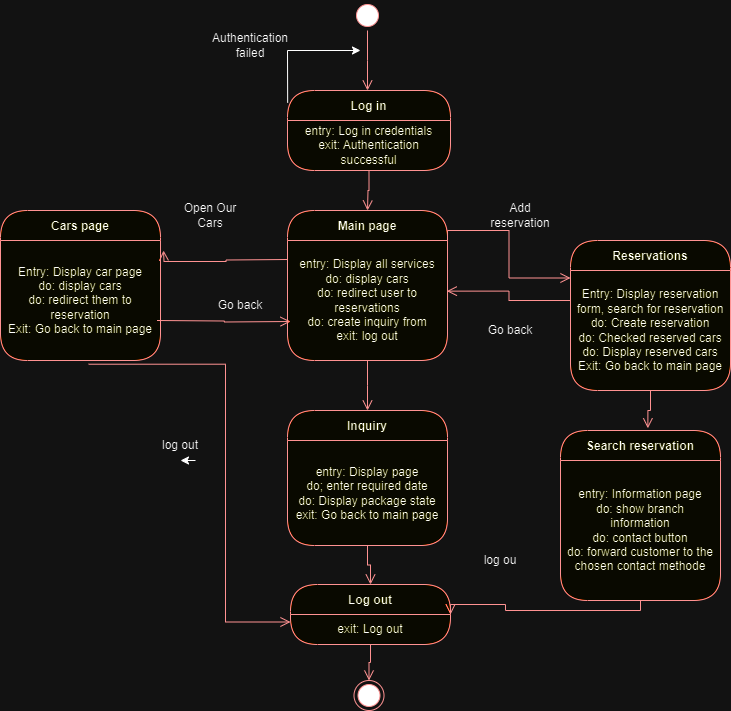 Authentication
failed
Log in
entry: Log in credentials
exit: Authentication
successful
Open Our
Cars
Add
reservation
Cars page
Entry: Display car page
do: display cars
do: redirect them to
reservation
Exit: Go back to main page
Main page
entry: Display all services
do: display cars
do: redirect user to
reservations
do: create inquiry from
exit: log out
Reservations
Entry: Display reservation
form, search for reservation
do: Create reservation
do: Checked reserved cars
do: Display reserved cars
Exit: Go back to main page
Go back
Go back
Inquiry
entry: Display page
do; enter required date
do: Display package state
exit: Go back to main page
log out
Search reservation
entry: Information page
do: show branch
information
do: contact button
do: forward customer to the
chosen contact methode
log ou
Log out
exit: Log out